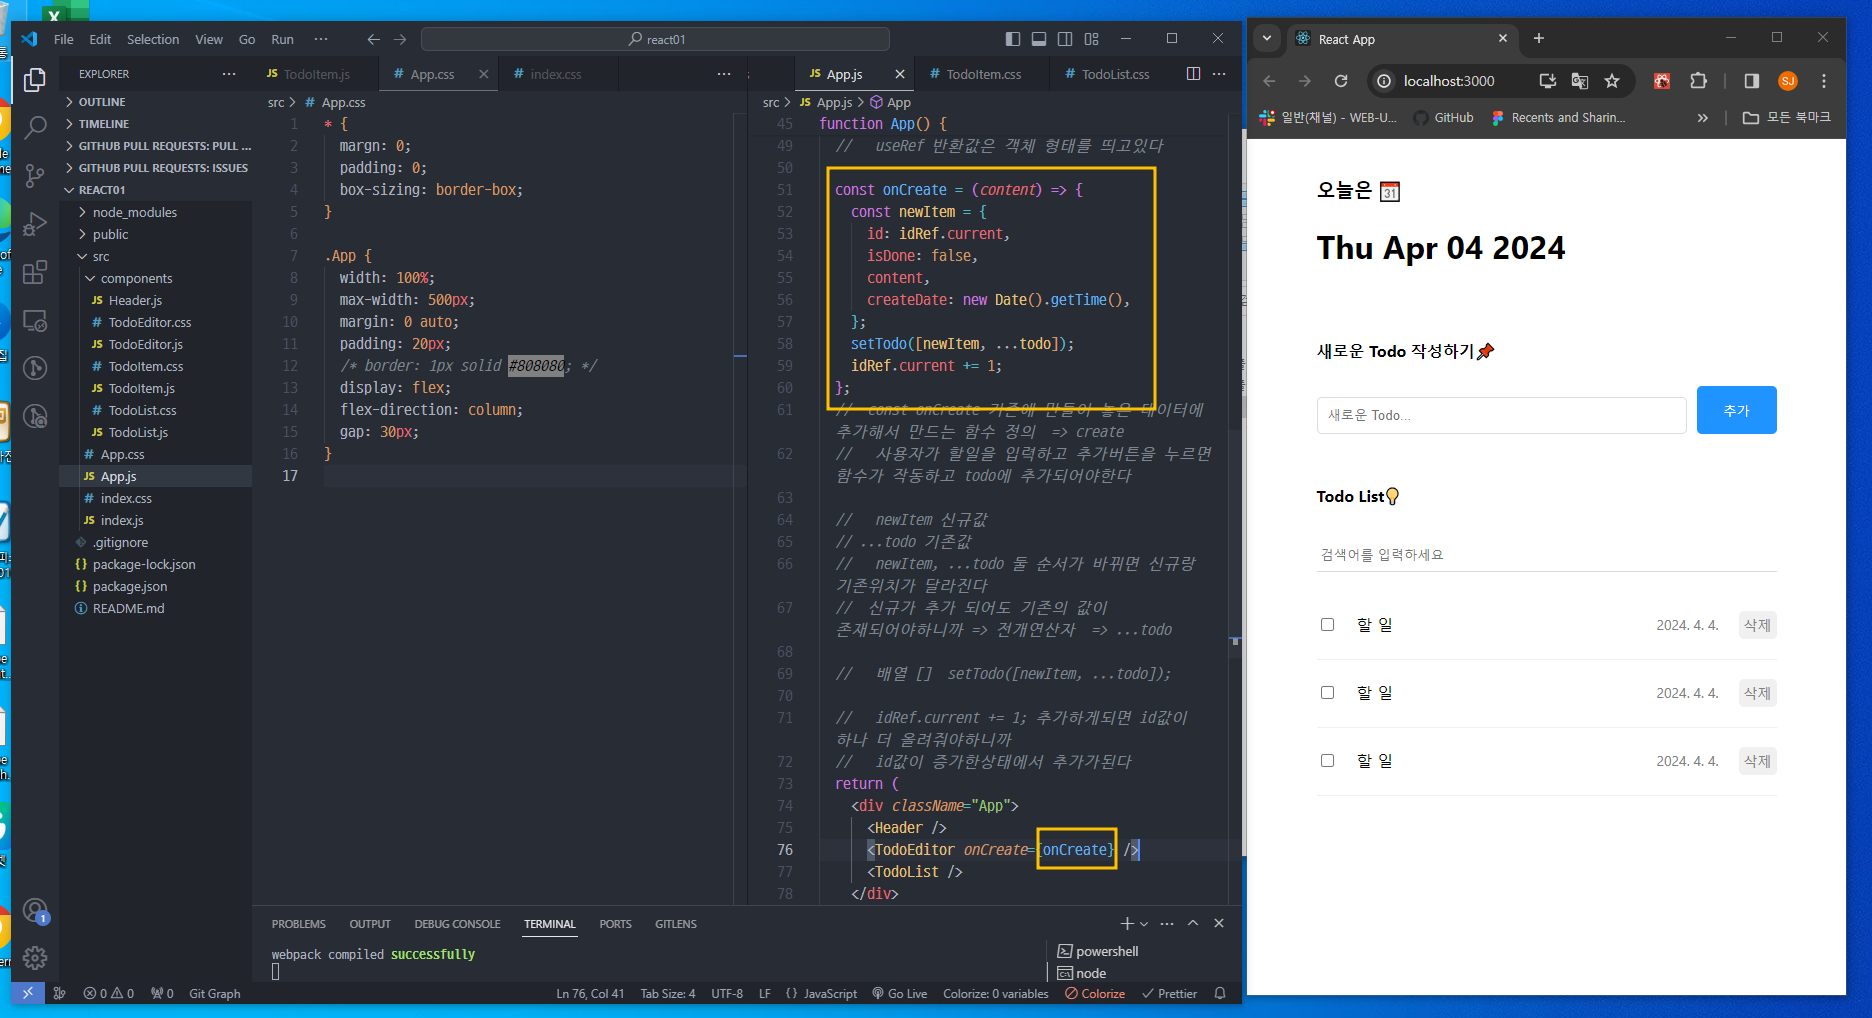 File Edit Selection View Go Run ··· react01
EXPLORER ···
OUTLINE
TIMELINE
GITHUB PULL REQUESTS: PULL ...
GITHUB PULL REQUESTS: ISSUES
REACT01
node_modules
public
src
components
JS Header.js
# TodoEditor.css
JS TodoEditor.js
# TodoItem.css
JS TodoItem.js
# TodoList.css
JS TodoList.js
# App.css
JS App.js
# index.css
JS index.js
.gitignore
{} package-lock.json
{} package.json
README.md
1
JS TodoItem.js # App.css # index.css ···
src > # App.css
1 * {
2 margn: 0;
3 padding: 0;
4 box-sizing: border-box;
5 }
6
7 .App {
8 width: 100%;
9 max-width: 500px;
10 margin: 0 auto;
11 padding: 20px;
12 /* border: 1px solid #808080; */
13 display: flex;
14 flex-direction: column;
15 gap: 30px;
16 }
17
JS App.js # TodoItem.css # TodoList.css ···
src > JS App.js > App
45 function App() {
49 // useRef 반환값은 객체 형태를 띄고있다
50
51 const onCreate = (content) => {
52 const newItem = {
53 id: idRef.current,
54 isDone: false,
55 content,
56 createDate: new Date().getTime(),
57 };
58 setTodo([newItem, ...todo]);
59 idRef.current += 1;
60 };
61 // const onCreate 기존에 만들어 놓은 데이터에
추가해서 만드는 함수 정의 => create
62 // 사용자가 할일을 입력하고 추가버튼을 누르면
함수가 작동하고 todo에 추가되어야한다
63
64 // newItem 신규값
65 // ...todo 기존값
66 // newItem, ...todo 둘 순서가 바뀌면 신규랑
기존위치가 달라진다
67 // 신규가 추가 되어도 기존의 값이
존재되어야하니까 => 전개연산자 => ...todo
68
69 // 배열 [] setTodo([newItem, ...todo]);
70
71 // idRef.current += 1; 추가하게되면 id값이
하나 더 올려줘야하니까
72 // id값이 증가한상태에서 추가가된다
73 return (
74 <div className="App">
75 <Header />
76 <TodoEditor onCreate={onCreate} />
77 <TodoList />
78 </div>
PROBLEMS OUTPUT DEBUG CONSOLE TERMINAL PORTS GITLENS
webpack compiled successfully
powershell
node
0 0 0 Git Graph Ln 76, Col 41 Tab Size: 4 UTF-8 LF {} JavaScript Go Live Colorize: 0 variables Colorize Prettier
React App
localhost:3000 SJ
일반(채널) - WEB-U... GitHub Recents and Sharin... » 모든 북마크
오늘은 31
Thu Apr 04 2024
새로운 Todo 작성하기
새로운 Todo... 추가
Todo List
검색어를 입력하세요
할 일 2024. 4. 4. 삭제
할 일 2024. 4. 4. 삭제
할 일 2024. 4. 4. 삭제